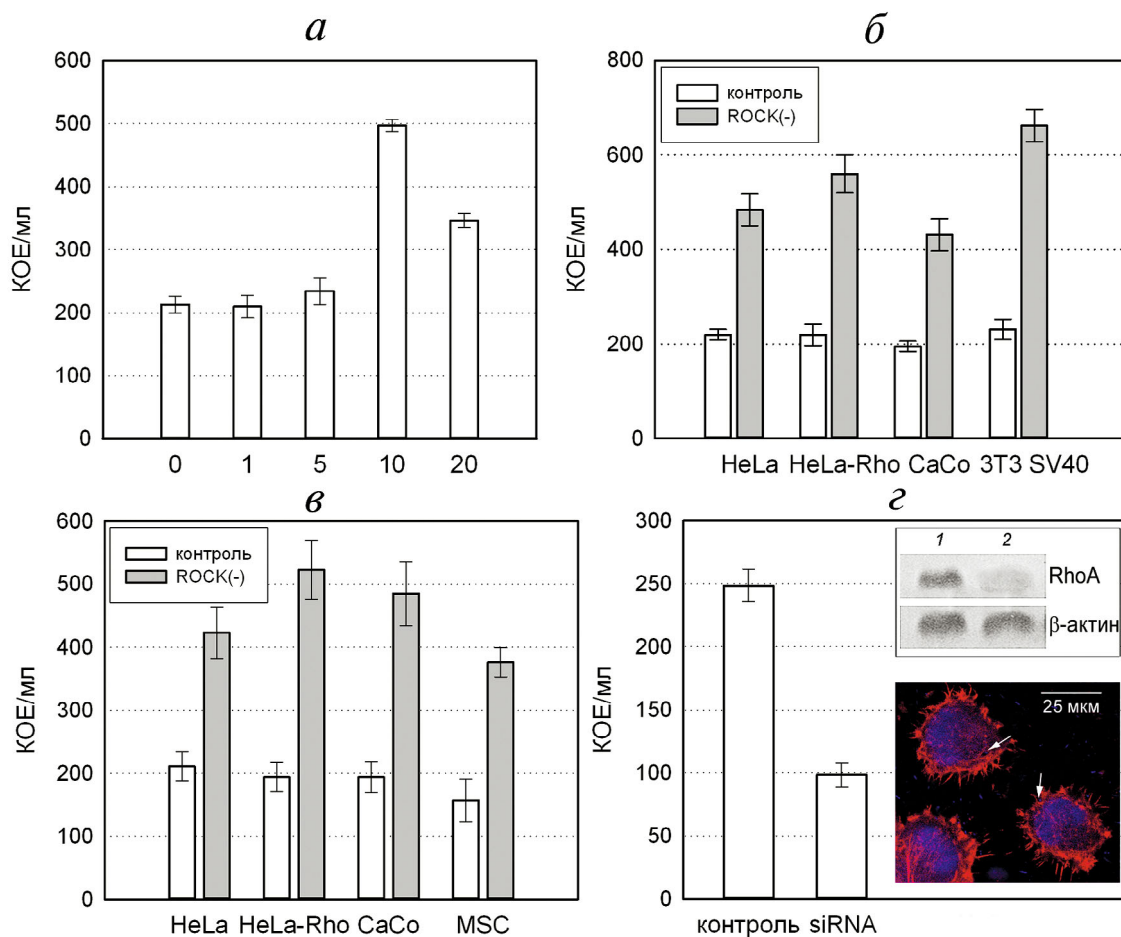 а
600
500
400
300
200
100
0
КОЕ/мл
0 1 5 10 20
б
800
600
400
200
0
КОЕ/мл
контроль
ROCK(-)
HeLa HeLa-Rho CaCo 3T3 SV40
в
600
500
400
300
200
100
0
КОЕ/мл
контроль
ROCK(-)
HeLa HeLa-Rho CaCo MSC
г
300
250
200
150
100
50
0
КОЕ/мл
1 2
RhoA
β-актин
25 мкм
контроль siRNA